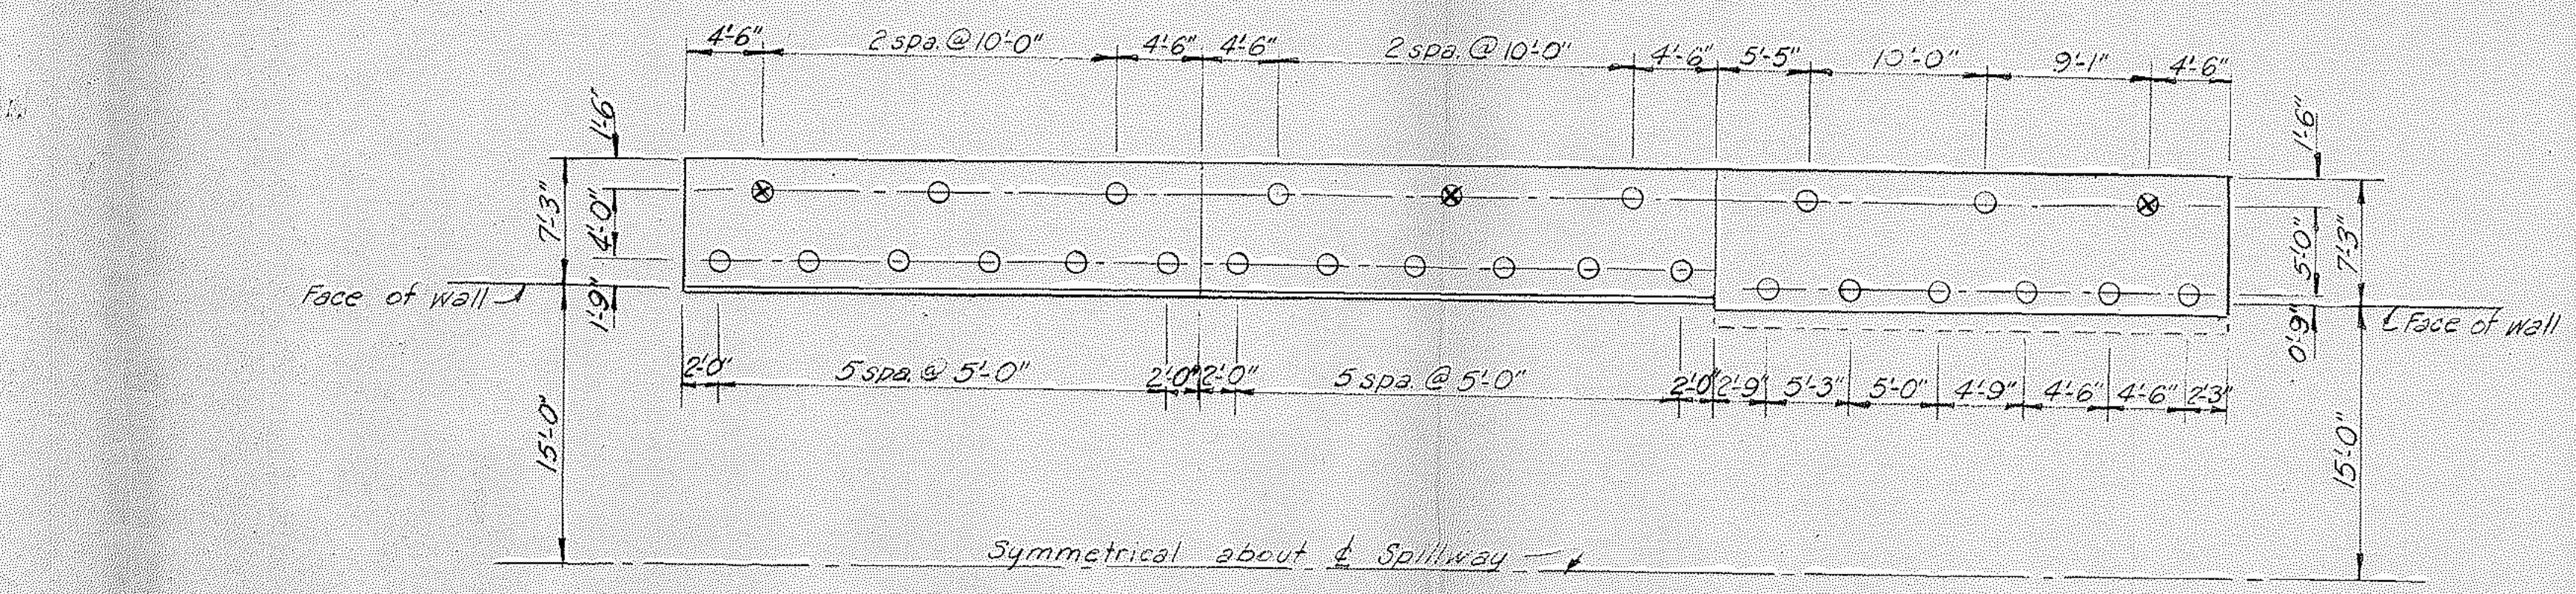 4'-6" 2 spa. @ 10'-0" 4'-6" 4'-6" 2 spa. @ 10'-0" 4'-6" 5'-5" 10'-0" 9'-1" 4'-6"
1'-6"
7'-3"
4'-0"
1'-9"
Face of wall
15'-0"
1'-6"
5'-0"
7'-3"
0'-9"
Face of wall
15'-0"
2'-0" 5 spa. @ 5'-0" 2'-0" 2'-0" 5 spa. @ 5'-0" 2'-0" 2'-9" 5'-3" 5'-0" 4'-9" 4'-6" 4'-6" 2'-3"
Symmetrical about ℄ Spillway